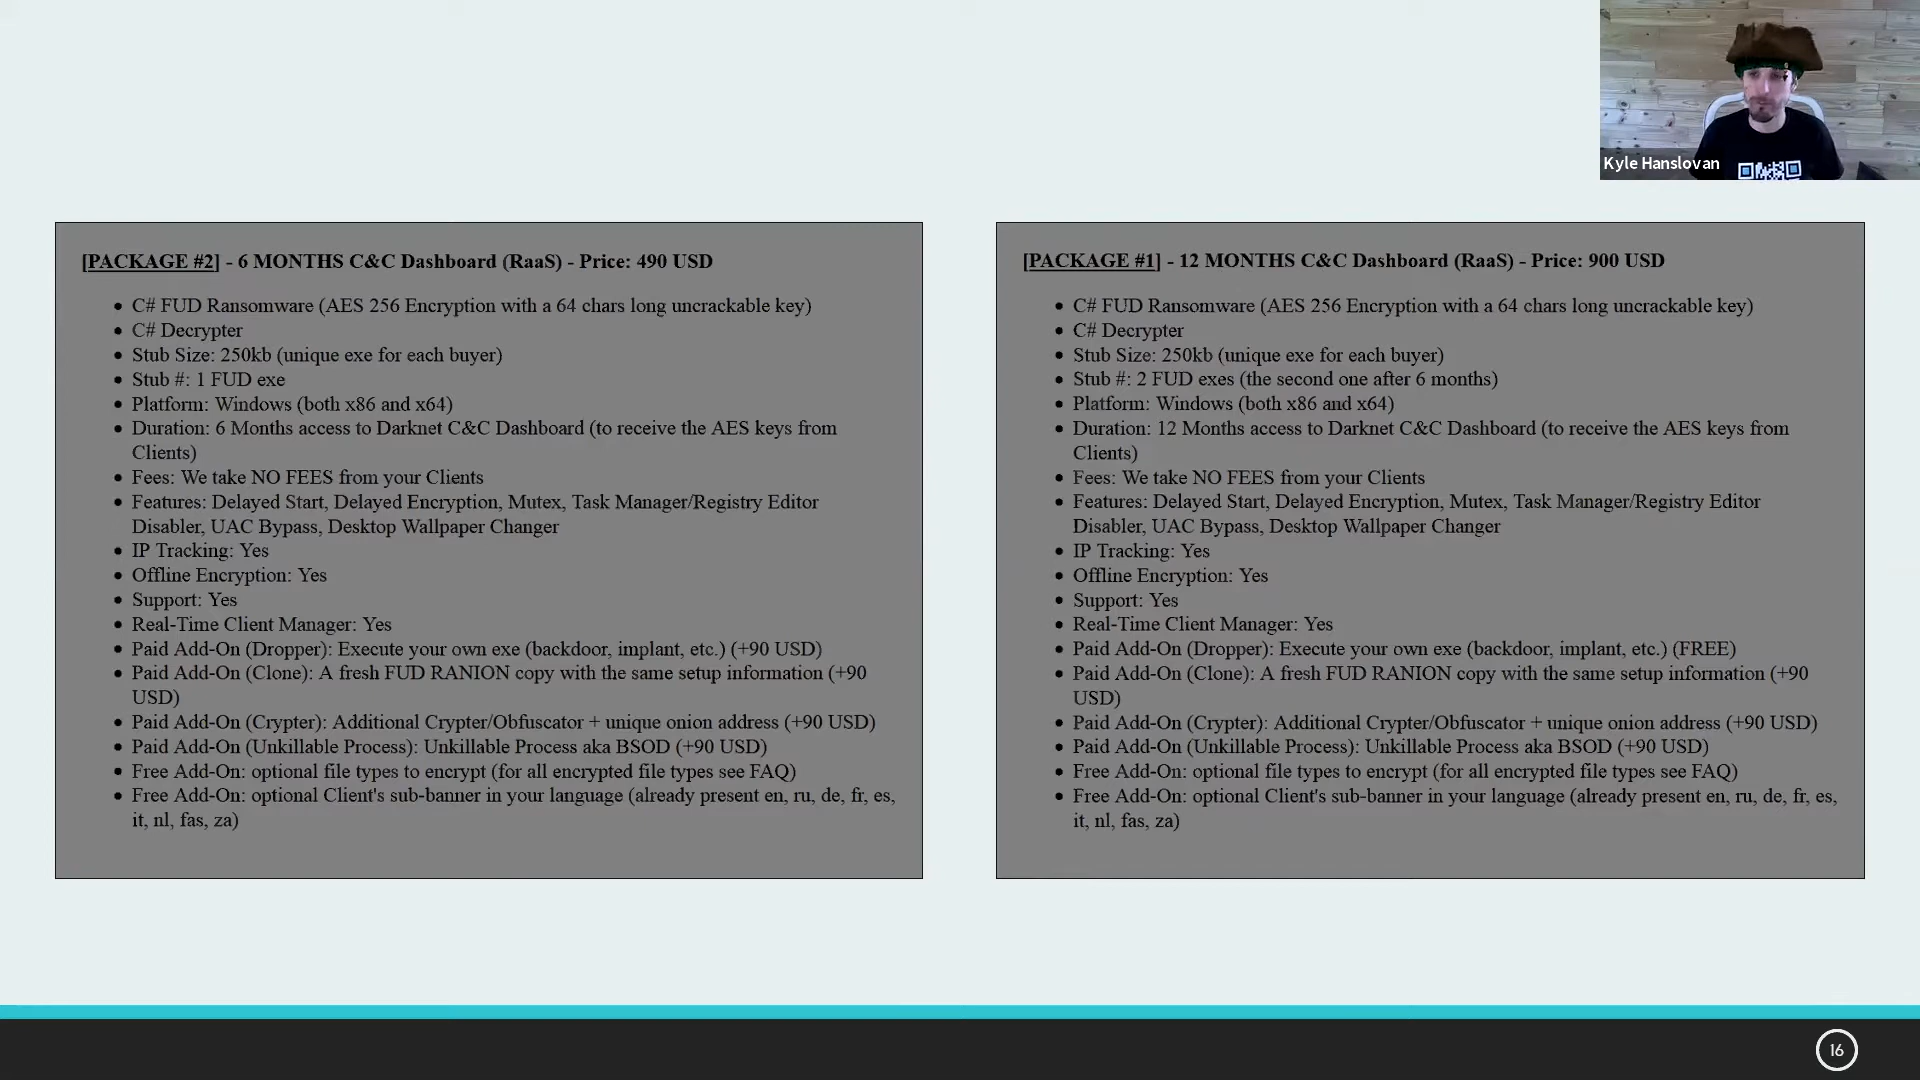 Kyle Hanslovan
[PACKAGE #2] - 6 MONTHS C&C Dashboard (RaaS) - Price: 490 USD
• C# FUD Ransomware (AES 256 Encryption with a 64 chars long uncrackable key)
• C# Decrypter
• Stub Size: 250kb (unique exe for each buyer)
• Stub #: 1 FUD exe
• Platform: Windows (both x86 and x64)
• Duration: 6 Months access to Darknet C&C Dashboard (to receive the AES keys from
Clients)
• Fees: We take NO FEES from your Clients
• Features: Delayed Start, Delayed Encryption, Mutex, Task Manager/Registry Editor
Disabler, UAC Bypass, Desktop Wallpaper Changer
• IP Tracking: Yes
• Offline Encryption: Yes
• Support: Yes
• Real-Time Client Manager: Yes
• Paid Add-On (Dropper): Execute your own exe (backdoor, implant, etc.) (+90 USD)
• Paid Add-On (Clone): A fresh FUD RANION copy with the same setup information (+90
USD)
• Paid Add-On (Crypter): Additional Crypter/Obfuscator + unique onion address (+90 USD)
• Paid Add-On (Unkillable Process): Unkillable Process aka BSOD (+90 USD)
• Free Add-On: optional file types to encrypt (for all encrypted file types see FAQ)
• Free Add-On: optional Client's sub-banner in your language (already present en, ru, de, fr, es,
it, nl, fas, za)
[PACKAGE #1] - 12 MONTHS C&C Dashboard (RaaS) - Price: 900 USD
• C# FUD Ransomware (AES 256 Encryption with a 64 chars long uncrackable key)
• C# Decrypter
• Stub Size: 250kb (unique exe for each buyer)
• Stub #: 2 FUD exes (the second one after 6 months)
• Platform: Windows (both x86 and x64)
• Duration: 12 Months access to Darknet C&C Dashboard (to receive the AES keys from
Clients)
• Fees: We take NO FEES from your Clients
• Features: Delayed Start, Delayed Encryption, Mutex, Task Manager/Registry Editor
Disabler, UAC Bypass, Desktop Wallpaper Changer
• IP Tracking: Yes
• Offline Encryption: Yes
• Support: Yes
• Real-Time Client Manager: Yes
• Paid Add-On (Dropper): Execute your own exe (backdoor, implant, etc.) (FREE)
• Paid Add-On (Clone): A fresh FUD RANION copy with the same setup information (+90
USD)
• Paid Add-On (Crypter): Additional Crypter/Obfuscator + unique onion address (+90 USD)
• Paid Add-On (Unkillable Process): Unkillable Process aka BSOD (+90 USD)
• Free Add-On: optional file types to encrypt (for all encrypted file types see FAQ)
• Free Add-On: optional Client's sub-banner in your language (already present en, ru, de, fr, es,
it, nl, fas, za)
16